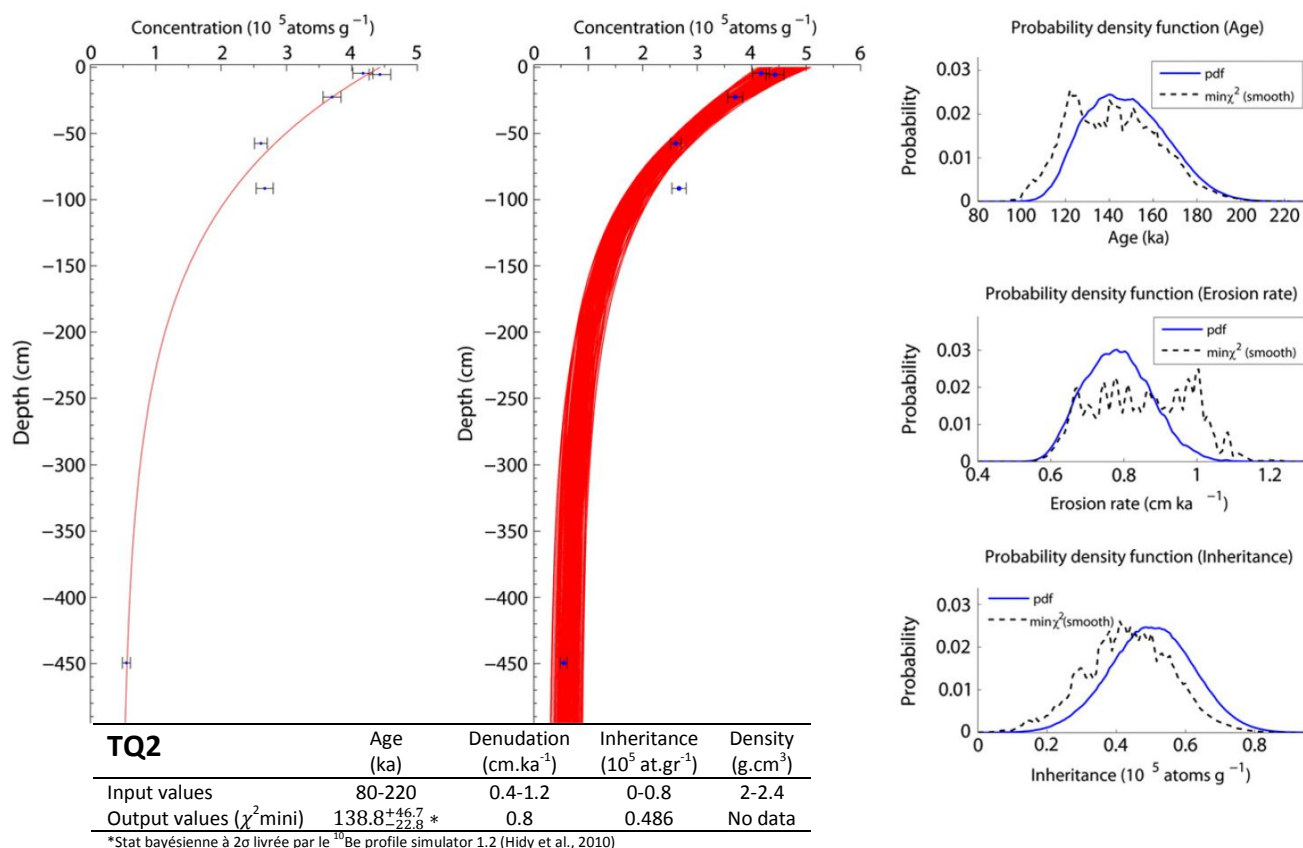 Concentration (10 ⁵atoms g⁻¹)
0 1 2 3 4 5
0
−50
−100
−150
−200
−250
−300
−350
−400
−450
Depth (cm)
Concentration (10 ⁵atoms g⁻¹)
0 1 2 3 4 5 6
0
−50
−100
−150
−200
−250
−300
−350
−400
−450
Depth (cm)
Probability density function (Age)
pdf
minχ² (smooth)
0.03
0.02
0.01
0
Probability
80 100 120 140 160 180 200 220
Age (ka)
Probability density function (Erosion rate)
pdf
minχ² (smooth)
0.03
0.02
0.01
0
Probability
0.4 0.6 0.8 1 1.2
Erosion rate (cm ka ⁻¹)
Probability density function (Inheritance)
pdf
minχ²(smooth)
0.03
0.02
0.01
0
Probability
0 0.2 0.4 0.6 0.8
Inheritance (10 ⁵ atoms g⁻¹)
TQ2 Age Denudation Inheritance Density
(ka) (cm.ka⁻¹) (10⁵ at.gr⁻¹) (g.cm³)
Input values 80-220 0.4-1.2 0-0.8 2-2.4
Output values (χ²mini) 138.8 +46.7 −22.8 * 0.8 0.486 No data
*Stat bayésienne à 2σ livrée par le ¹⁰Be profile simulator 1.2 (Hidy et al., 2010)